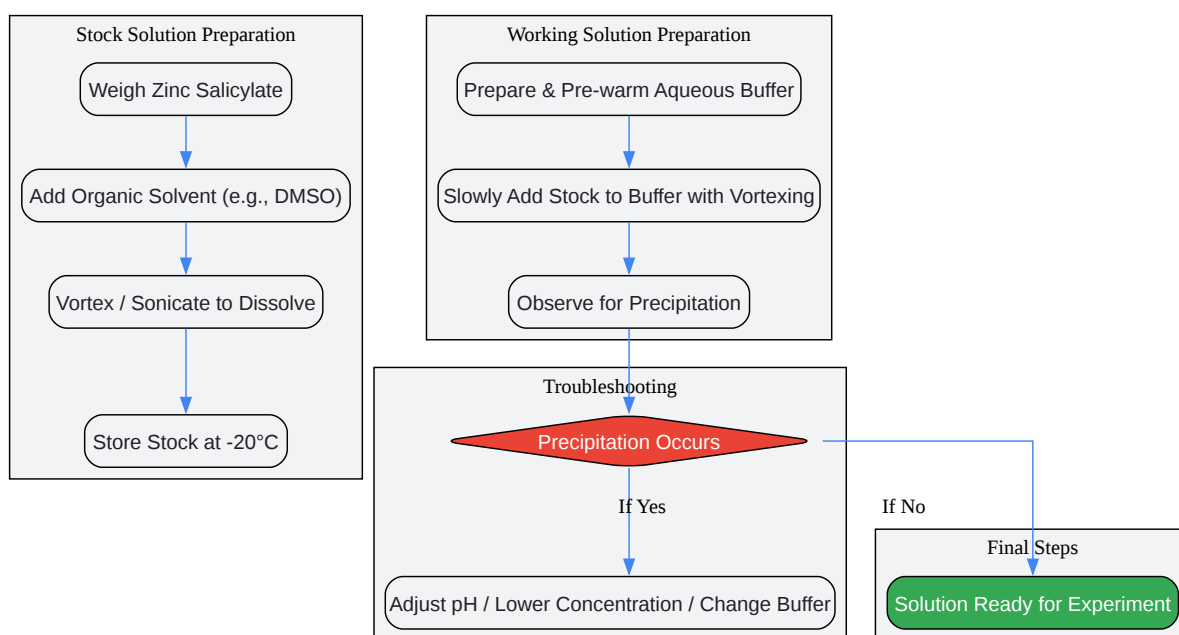 Stock Solution Preparation
Weigh Zinc Salicylate
Add Organic Solvent (e.g., DMSO)
Vortex / Sonicate to Dissolve
Store Stock at -20°C
Working Solution Preparation
Prepare & Pre-warm Aqueous Buffer
Slowly Add Stock to Buffer with Vortexing
Observe for Precipitation
Troubleshooting
Precipitation Occurs
If Yes
If No
Adjust pH / Lower Concentration / Change Buffer
Final Steps
Solution Ready for Experiment